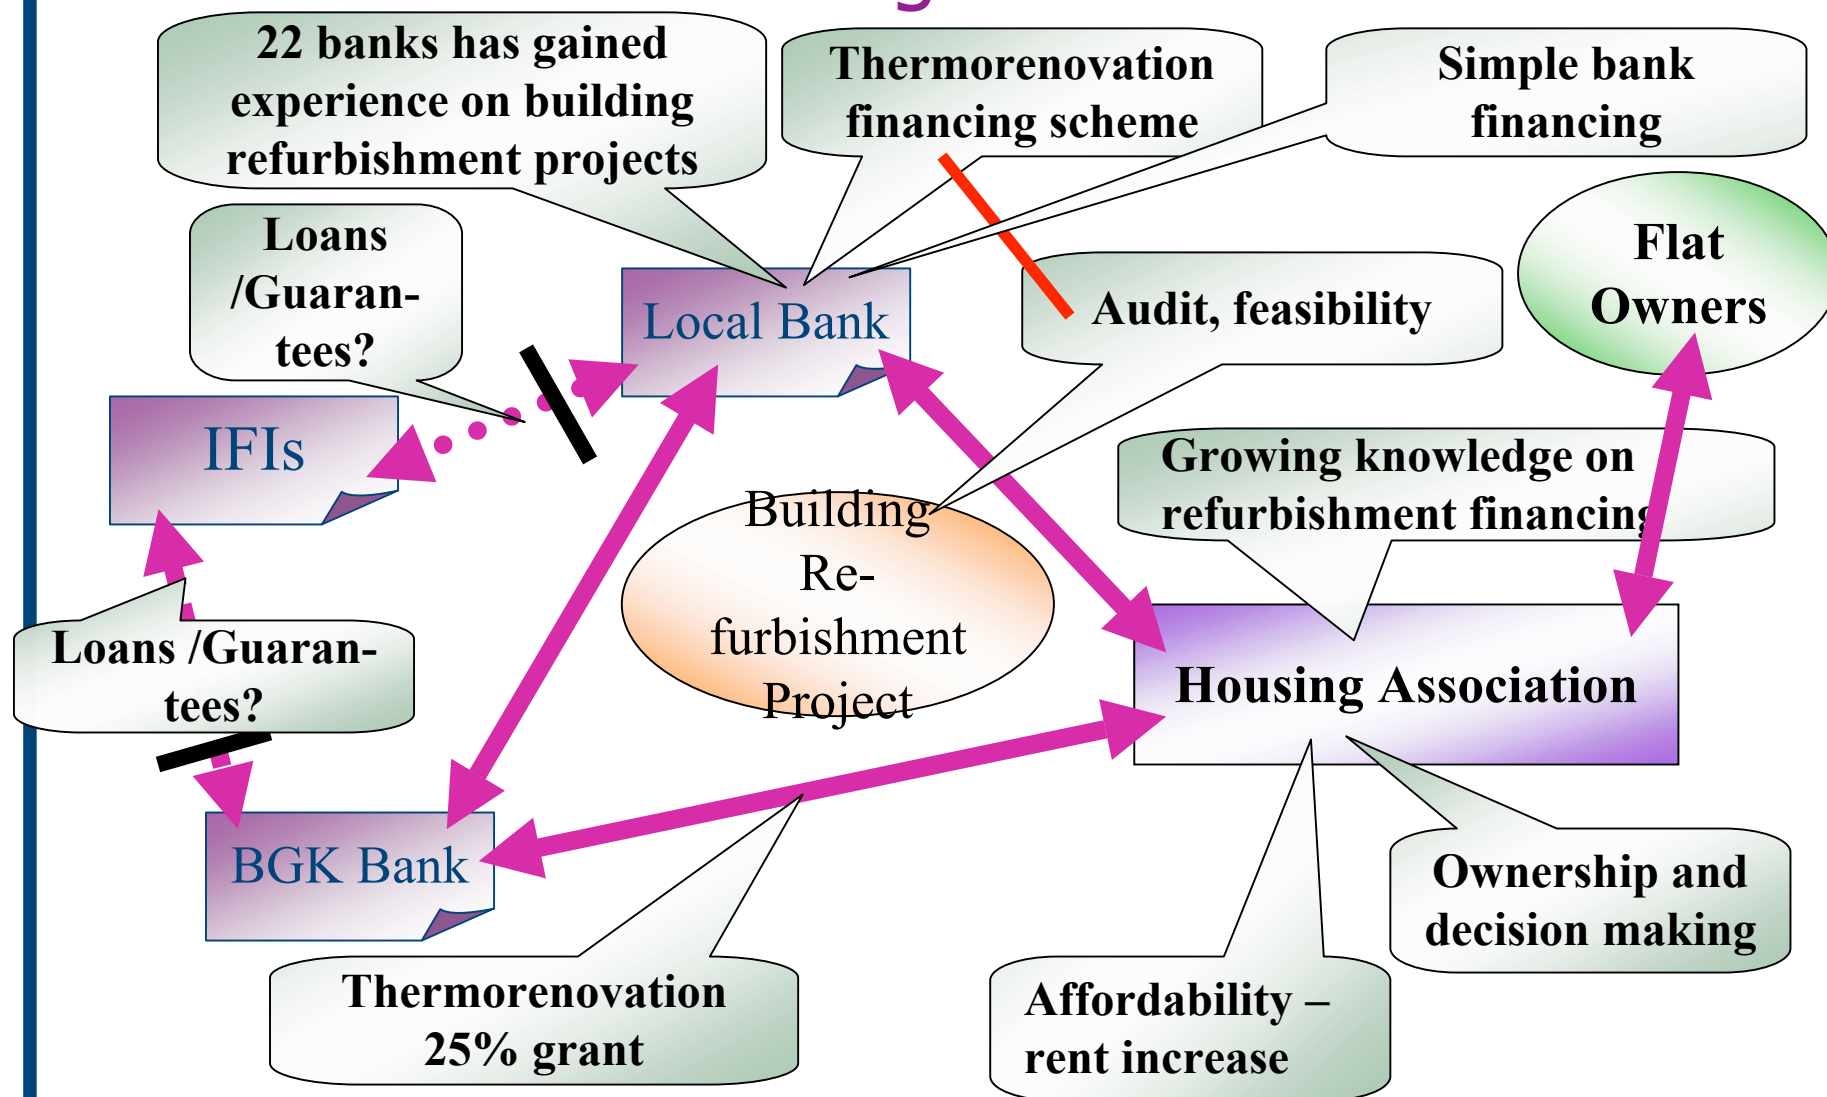 22 banks has gained
experience on building
refurbishment projects
Thermorenovation
financing scheme
Simple bank
financing
Loans
/Guaran-
tees?
Flat
Owners
Local Bank
Audit, feasibility
IFIs
Growing knowledge on
refurbishment financing
Building
Re-
furbishment
Project
Loans /Guaran-
tees?
Housing Association
BGK Bank
Ownership and
decision making
Thermorenovation
25% grant
Affordability –
rent increase